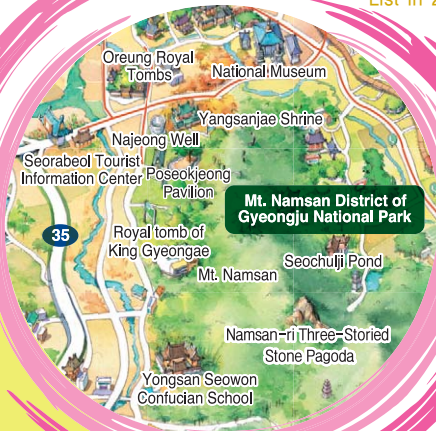 List in
Oreung Royal
Tombs
National Museum
Yangsanjae Shrine
Najeong Well
Seorabeol Tourist
Information Center
Poseokjeong
Pavilion
Mt. Namsan District of
Gyeongju National Park
35
Royal tomb of
King Gyeongae
Seochulji Pond
Mt. Namsan
Namsan-ri Three-Storied
Stone Pagoda
Yongsan Seowon
Confucian School